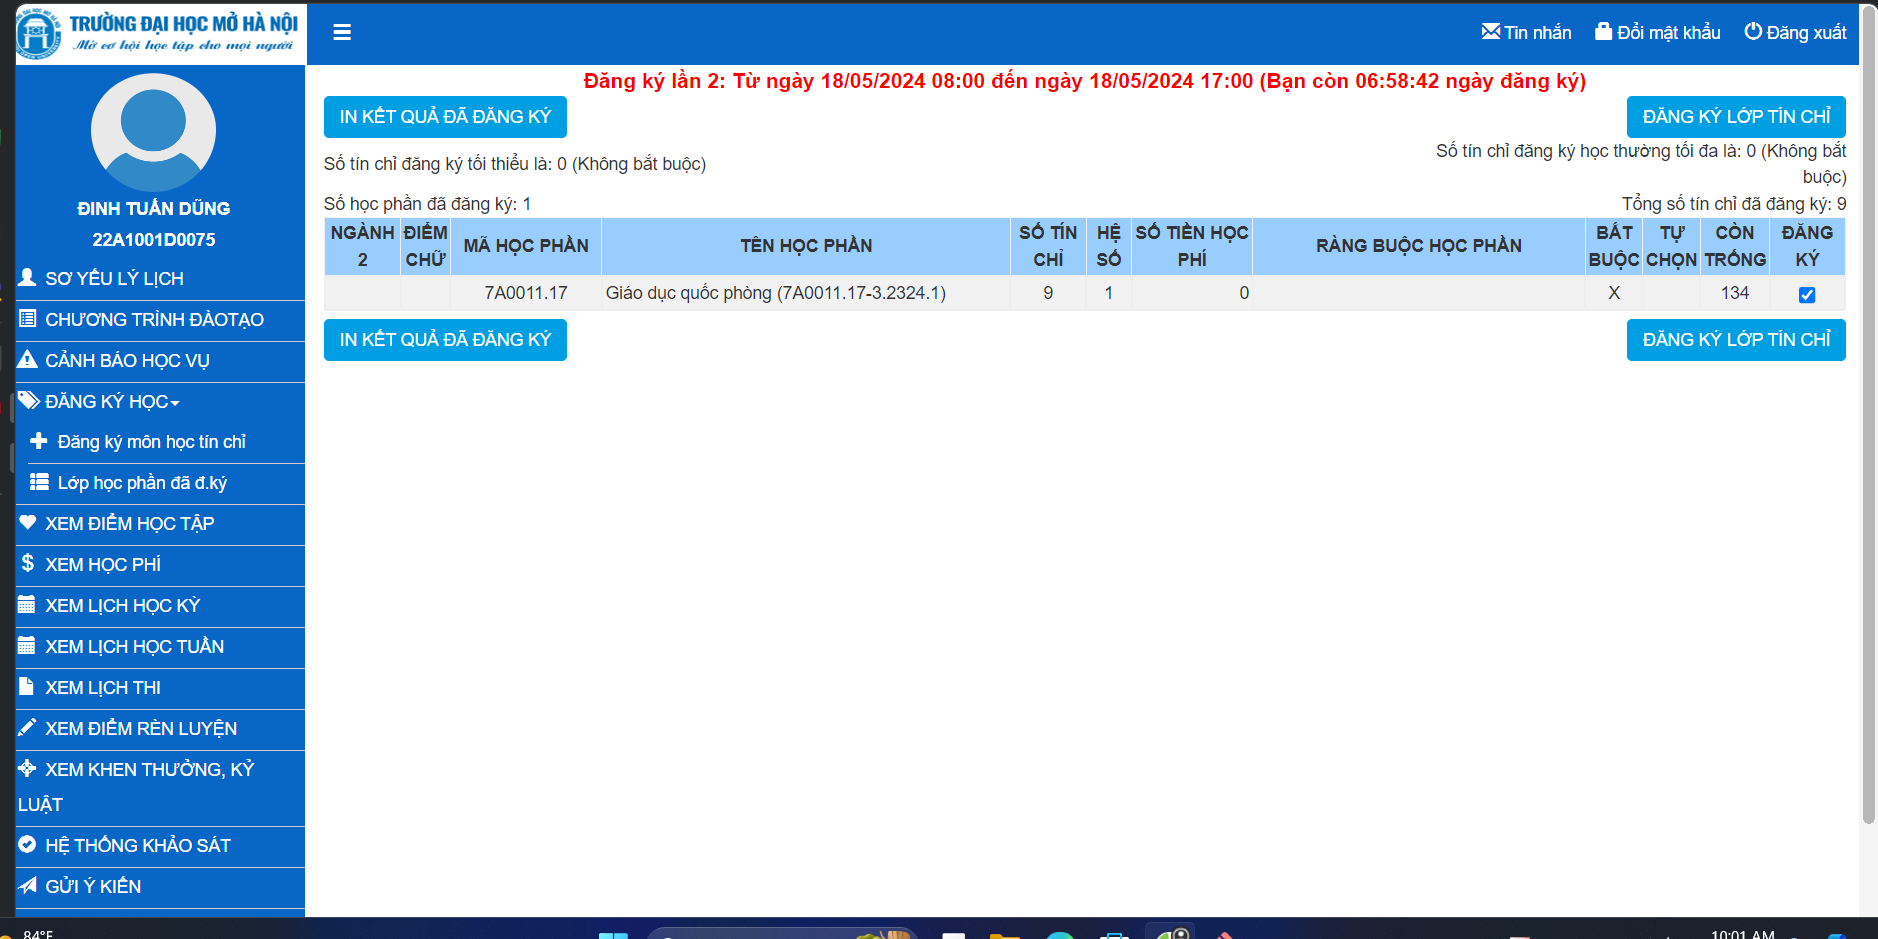 TRƯỜNG ĐẠI HỌC MỞ HÀ NỘI
Mở cơ hội học tập cho mọi người
Tin nhắn
Đổi mật khẩu
Đăng xuất
ĐINH TUẤN DŨNG
22A1001D0075
SƠ YẾU LÝ LỊCH
CHƯƠNG TRÌNH ĐÀOTẠO
CẢNH BÁO HỌC VỤ
ĐĂNG KÝ HỌC
Đăng ký môn học tín chỉ
Lớp học phần đã đ.ký
XEM ĐIỂM HỌC TẬP
XEM HỌC PHÍ
XEM LỊCH HỌC KỲ
XEM LỊCH HỌC TUẦN
XEM LỊCH THI
XEM ĐIỂM RÈN LUYỆN
XEM KHEN THƯỞNG, KỶ
LUẬT
HỆ THỐNG KHẢO SÁT
GỬI Ý KIẾN
Đăng ký lần 2: Từ ngày 18/05/2024 08:00 đến ngày 18/05/2024 17:00 (Bạn còn 06:58:42 ngày đăng ký)
IN KẾT QUẢ ĐÃ ĐĂNG KÝ
ĐĂNG KÝ LỚP TÍN CHỈ
Số tín chỉ đăng ký tối thiểu là: 0 (Không bắt buộc)
Số tín chỉ đăng ký học thường tối đa là: 0 (Không bắt
buộc)
Số học phần đã đăng ký: 1
Tổng số tín chỉ đã đăng ký: 9
NGÀNH 2 ĐIỂM CHỮ MÃ HỌC PHẦN TÊN HỌC PHẦN SỐ TÍN CHỈ HỆ SỐ SỐ TIỀN HỌC PHÍ RÀNG BUỘC HỌC PHẦN BẮT BUỘC TỰ CHỌN CÒN TRỐNG ĐĂNG KÝ
7A0011.17 Giáo dục quốc phòng (7A0011.17-3.2324.1) 9 1 0 X 134
IN KẾT QUẢ ĐÃ ĐĂNG KÝ
ĐĂNG KÝ LỚP TÍN CHỈ
84°F
10:01 AM